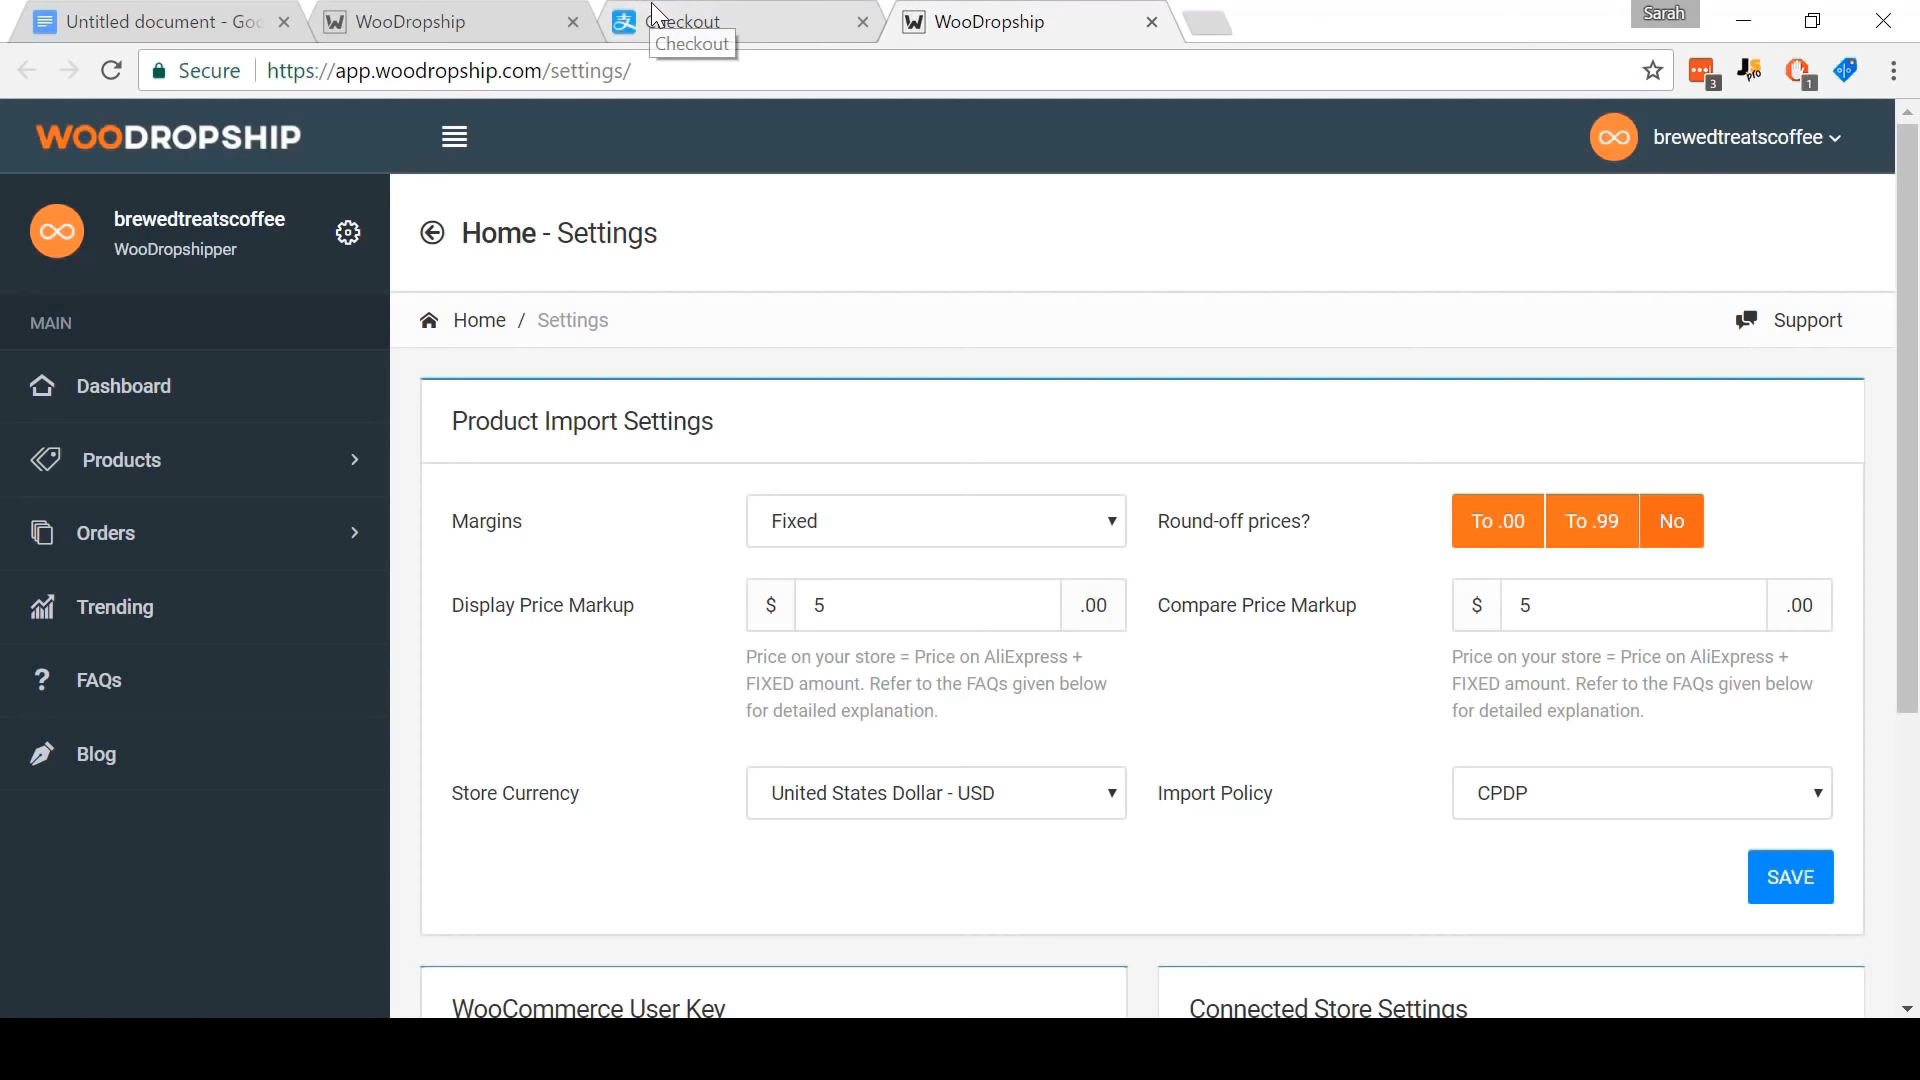 Untitled document - Goo
WooDropship
Checkout
WooDropship
Sarah
Checkout
Secure
https://app.woodropship.com/settings/
3
JS
pro
1
WOODROPSHIP
brewedtreatscoffee
brewedtreatscoffee
WooDropshipper
Home - Settings
MAIN
Home / Settings
Support
Dashboard
Products
Orders
Trending
FAQs
Blog
Product Import Settings
Margins
Fixed
Round-off prices?
To .00
To .99
No
Display Price Markup
$ 5 .00
Compare Price Markup
$ 5 .00
Price on your store = Price on AliExpress +
FIXED amount. Refer to the FAQs given below
for detailed explanation.
Price on your store = Price on AliExpress +
FIXED amount. Refer to the FAQs given below
for detailed explanation.
Store Currency
United States Dollar - USD
Import Policy
CPDP
SAVE
WooCommerce User Key
Connected Store Settings